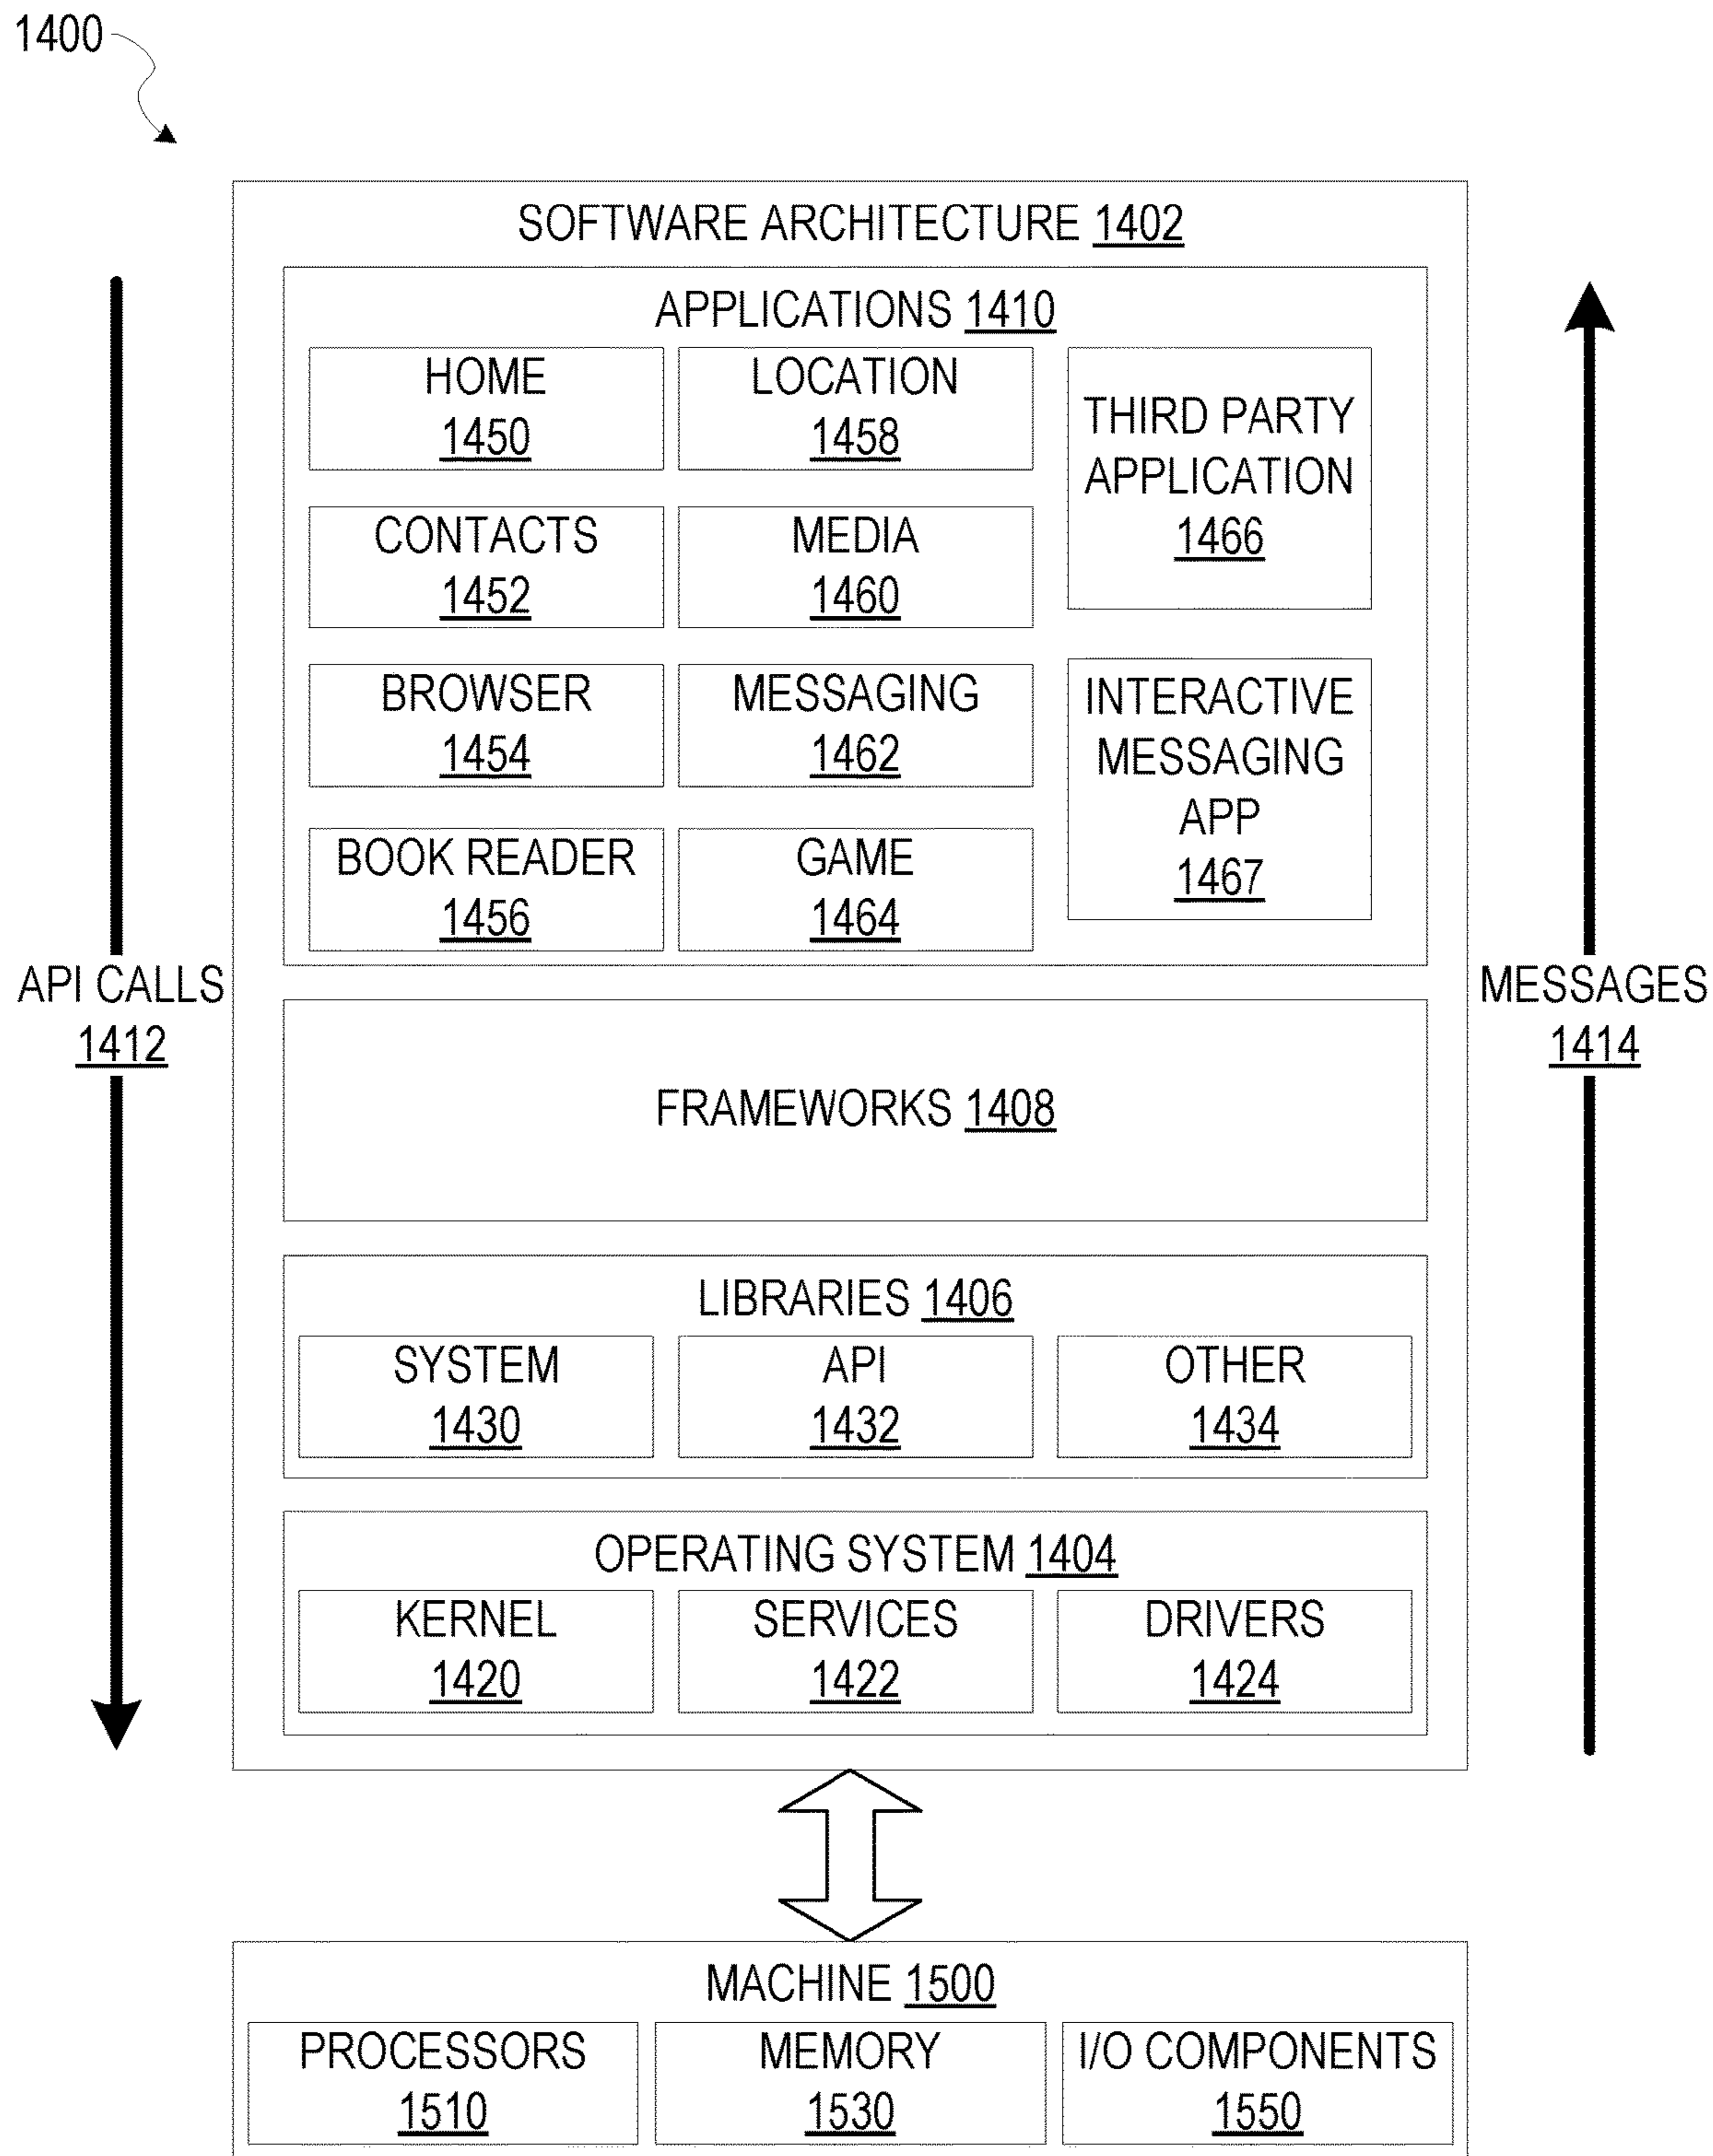 1400
SOFTWARE ARCHITECTURE 1402
APPLICATIONS 1410
HOME
1450
LOCATION
1458
THIRD PARTY
APPLICATION
1466
CONTACTS
1452
MEDIA
1460
BROWSER
1454
MESSAGING
1462
INTERACTIVE
MESSAGING
APP
1467
BOOK READER
1456
GAME
1464
API CALLS
1412
MESSAGES
1414
FRAMEWORKS 1408
LIBRARIES 1406
SYSTEM
1430
API
1432
OTHER
1434
OPERATING SYSTEM 1404
KERNEL
1420
SERVICES
1422
DRIVERS
1424
MACHINE 1500
PROCESSORS
1510
MEMORY
1530
I/O COMPONENTS
1550